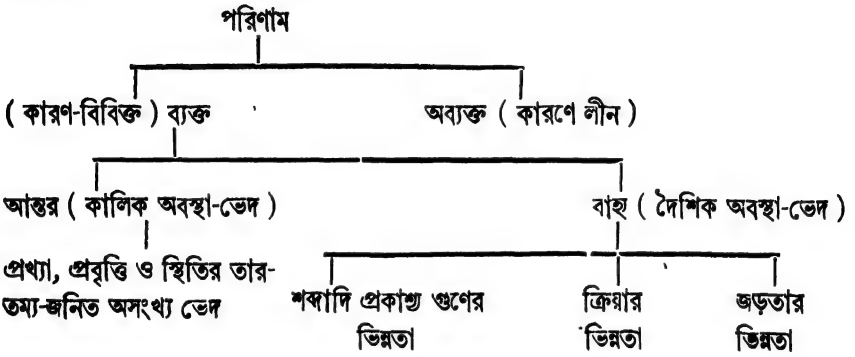 পরিণাম
( কারণ-বিবিক্ত ) ব্যক্ত অব্যক্ত ( কারণে লীন )
আন্তর ( কালিক অবস্থা-ভেদ ) বাহ্য ( দৈশিক অবস্থা-ভেদ )
প্রখ্যা, প্রবৃত্তি ও স্থিতির তার-
তম্য-জনিত অসংখ্য ভেদ
শব্দাদি প্রকাশ্য গুণের ক্রিয়ার জড়তার
ভিন্নতা ভিন্নতা ভিন্নতা